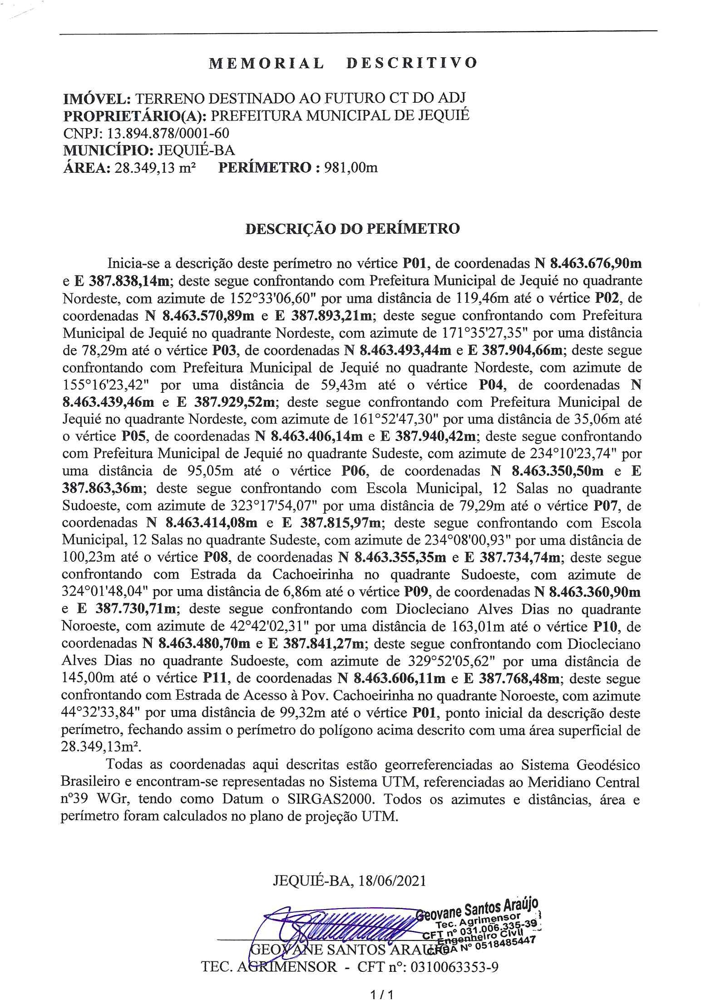 MEMORIAL DESCRITIVO
IMÓVEL: TERRENO DESTINADO AO FUTURO CT DO ADJ
PROPRIETÁRIO(A): PREFEITURA MUNICIPAL DE JEQUIÉ
CNPJ: 13.894.878/0001-60
MUNICÍPIO: JEQUIÉ-BA
ÁREA: 28.349,13 m² PERÍMETRO : 981,00m
DESCRIÇÃO DO PERÍMETRO
Inicia-se a descrição deste perímetro no vértice P01, de coordenadas N 8.463.676,90m
e E 387.838,14m; deste segue confrontando com Prefeitura Municipal de Jequié no quadrante
Nordeste, com azimute de 152°33'06,60" por uma distância de 119,46m até o vértice P02, de
coordenadas N 8.463.570,89m e E 387.893,21m; deste segue confrontando com Prefeitura
Municipal de Jequié no quadrante Nordeste, com azimute de 171°35'27,35" por uma distância
de 78,29m até o vértice P03, de coordenadas N 8.463.493,44m e E 387.904,66m; deste segue
confrontando com Prefeitura Municipal de Jequié no quadrante Nordeste, com azimute de
155°16'23,42" por uma distância de 59,43m até o vértice P04, de coordenadas N
8.463.439,46m e E 387.929,52m; deste segue confrontando com Prefeitura Municipal de
Jequié no quadrante Nordeste, com azimute de 161°52'47,30" por uma distância de 35,06m até
o vértice P05, de coordenadas N 8.463.406,14m e E 387.940,42m; deste segue confrontando
com Prefeitura Municipal de Jequié no quadrante Sudeste, com azimute de 234°10'23,74" por
uma distância de 95,05m até o vértice P06, de coordenadas N 8.463.350,50m e E
387.863,36m; deste segue confrontando com Escola Municipal, 12 Salas no quadrante
Sudoeste, com azimute de 323°17'54,07" por uma distância de 79,29m até o vértice P07, de
coordenadas N 8.463.414,08m e E 387.815,97m; deste segue confrontando com Escola
Municipal, 12 Salas no quadrante Sudeste, com azimute de 234°08'00,93" por uma distância de
100,23m até o vértice P08, de coordenadas N 8.463.355,35m e E 387.734,74m; deste segue
confrontando com Estrada da Cachoeirinha no quadrante Sudoeste, com azimute de
324°01'48,04" por uma distância de 6,86m até o vértice P09, de coordenadas N 8.463.360,90m
e E 387.730,71m; deste segue confrontando com Diocleciano Alves Dias no quadrante
Noroeste, com azimute de 42°42'02,31" por uma distância de 163,01m até o vértice P10, de
coordenadas N 8.463.480,70m e E 387.841,27m; deste segue confrontando com Diocleciano
Alves Dias no quadrante Sudoeste, com azimute de 329°52'05,62" por uma distância de
145,00m até o vértice P11, de coordenadas N 8.463.606,11m e E 387.768,48m; deste segue
confrontando com Estrada de Acesso à Pov. Cachoeirinha no quadrante Noroeste, com azimute
44°32'33,84" por uma distância de 99,32m até o vértice P01, ponto inicial da descrição deste
perímetro, fechando assim o perímetro do polígono acima descrito com uma área superficial de
28.349,13m².
Todas as coordenadas aqui descritas estão georreferenciadas ao Sistema Geodésico
Brasileiro e encontram-se representadas no Sistema UTM, referenciadas ao Meridiano Central
nº39 WGr, tendo como Datum o SIRGAS2000. Todos os azimutes e distâncias, área e
perímetro foram calculados no plano de projeção UTM.
JEQUIÉ-BA, 18/06/2021
Geovane Santos Araújo
Tec. Agrimensor
CFT nº 031.006.335-39
Engenheiro Civil
CREA Nº 0518485447
GEOVANE SANTOS ARAUJO
TEC. AGRIMENSOR - CFT nº: 0310063353-9
1 / 1